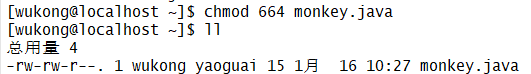 [wukong@localhost ~]$ chmod 664 monkey.java
[wukong@localhost ~]$ ll
总用量 4
-rw-rw-r--. 1 wukong yaoguai 15 1月  16 10:27 monkey.java